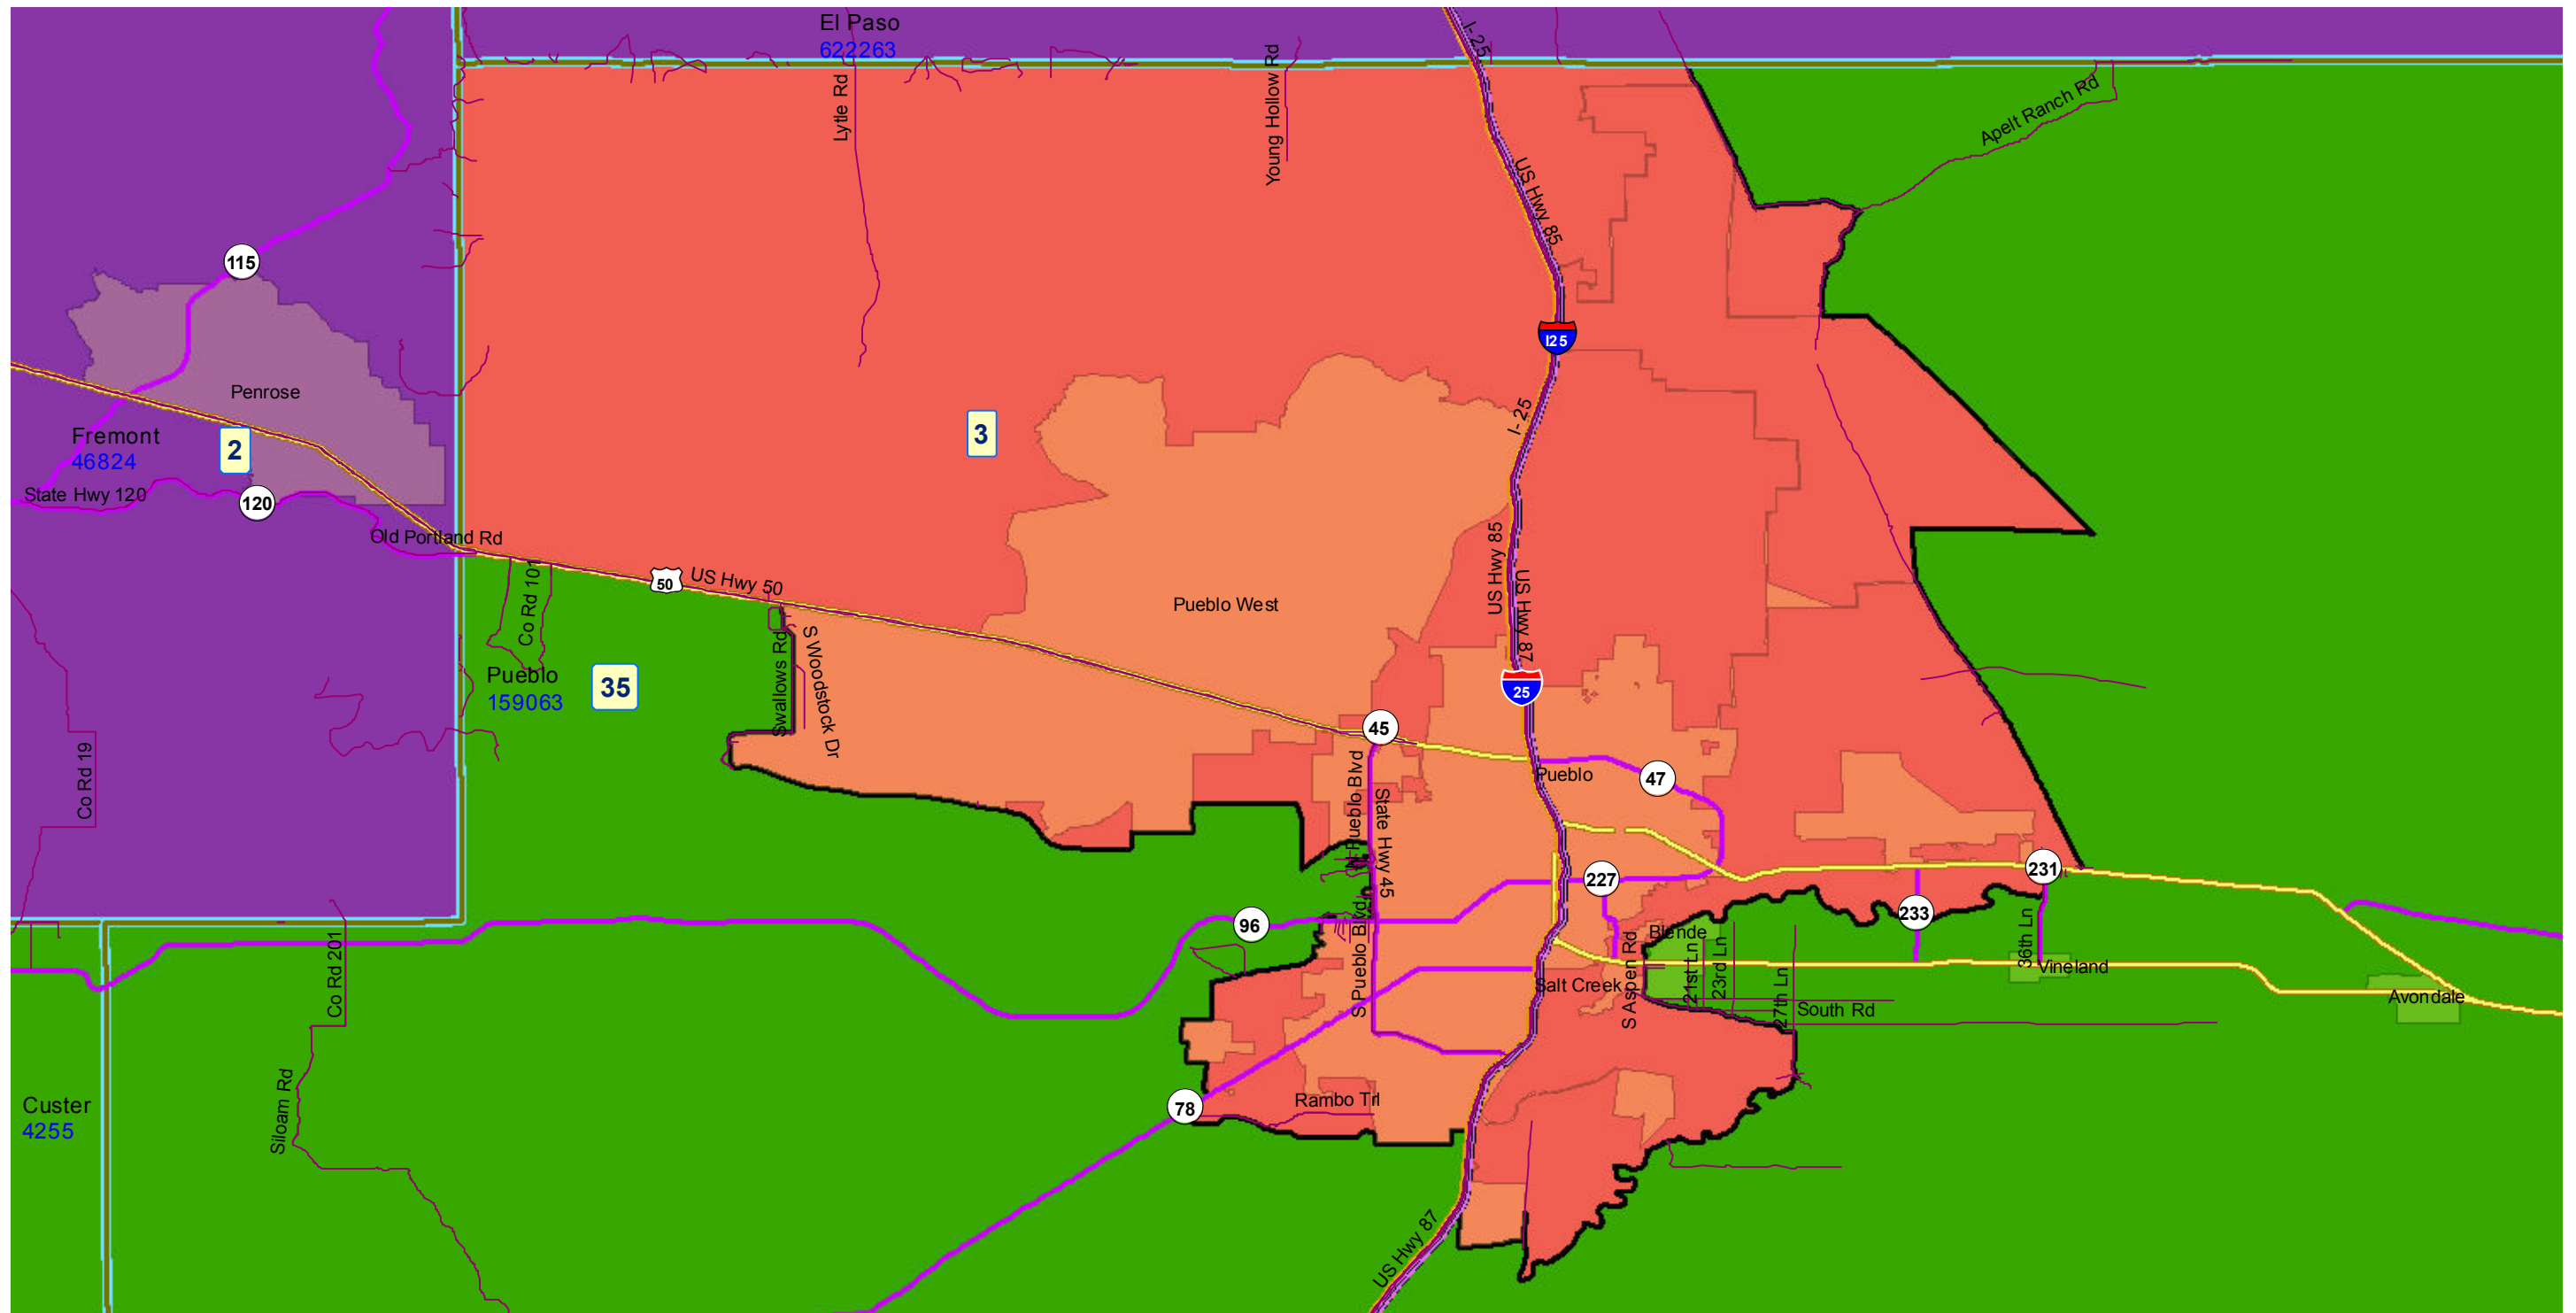 El Paso
622263
I-25
Lytle Rd
Young Hollow Rd
Apelt Ranch Rd
US Hwy 85
115
I25
Penrose
I-25
Fremont
46824
2
3
State Hwy 120
120
Old Portland Rd
US Hwy 85
US Hwy 87
50
US Hwy 50
Co Rd 101
Pueblo West
Swallows Rd
S Woodstock Dr
Pueblo
159063
35
25
45
Co Rd 19
N Pueblo Blvd
State Hwy 45
Pueblo
47
227
231
233
96
S Pueblo Blvd
Blende
S Aspen Rd
21st Ln
23rd Ln
27th Ln
36th Ln
Vineland
Salt Creek
South Rd
Avondale
Co Rd 201
Siloam Rd
Custer
4255
78
Rambo Trl
US Hwy 87